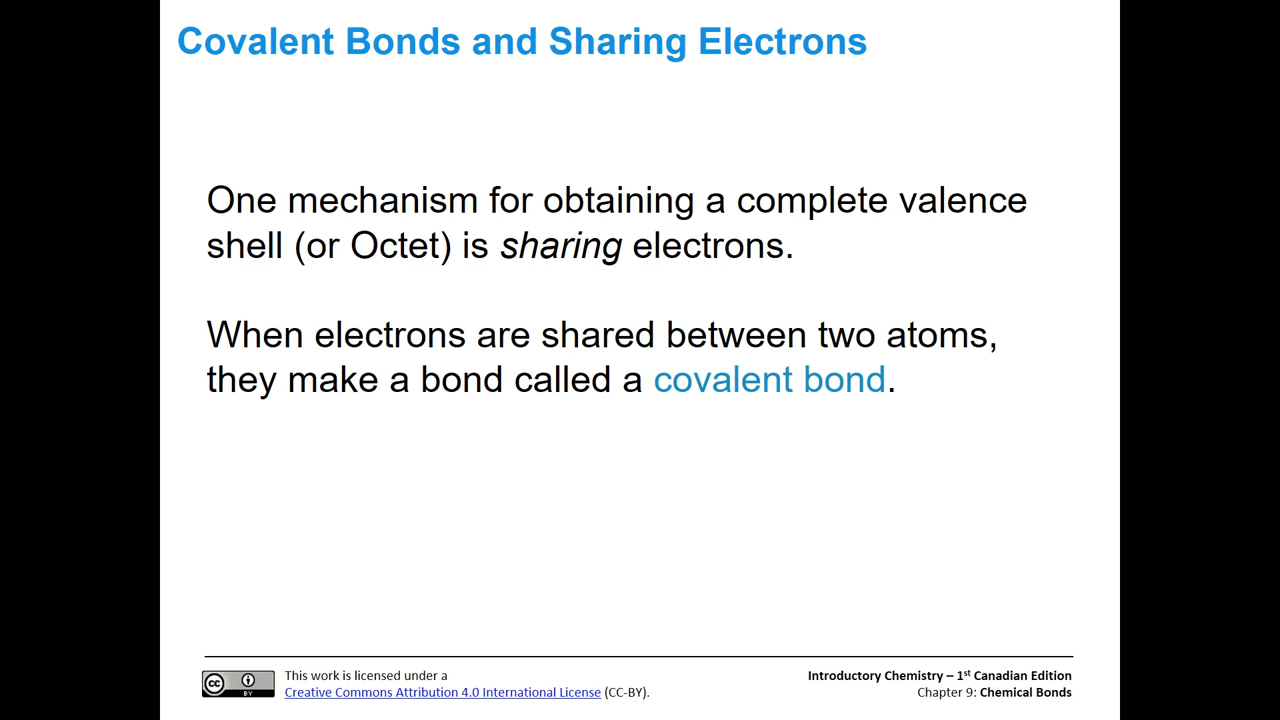 Covalent Bonds and Sharing Electrons
One mechanism for obtaining a complete valence
shell (or Octet) is sharing electrons.
When electrons are shared between two atoms,
they make a bond called a covalent bond.
cc
BY
This work is licensed under a
Creative Commons Attribution 4.0 International License (CC-BY).
Introductory Chemistry – 1st Canadian Edition
Chapter 9: Chemical Bonds